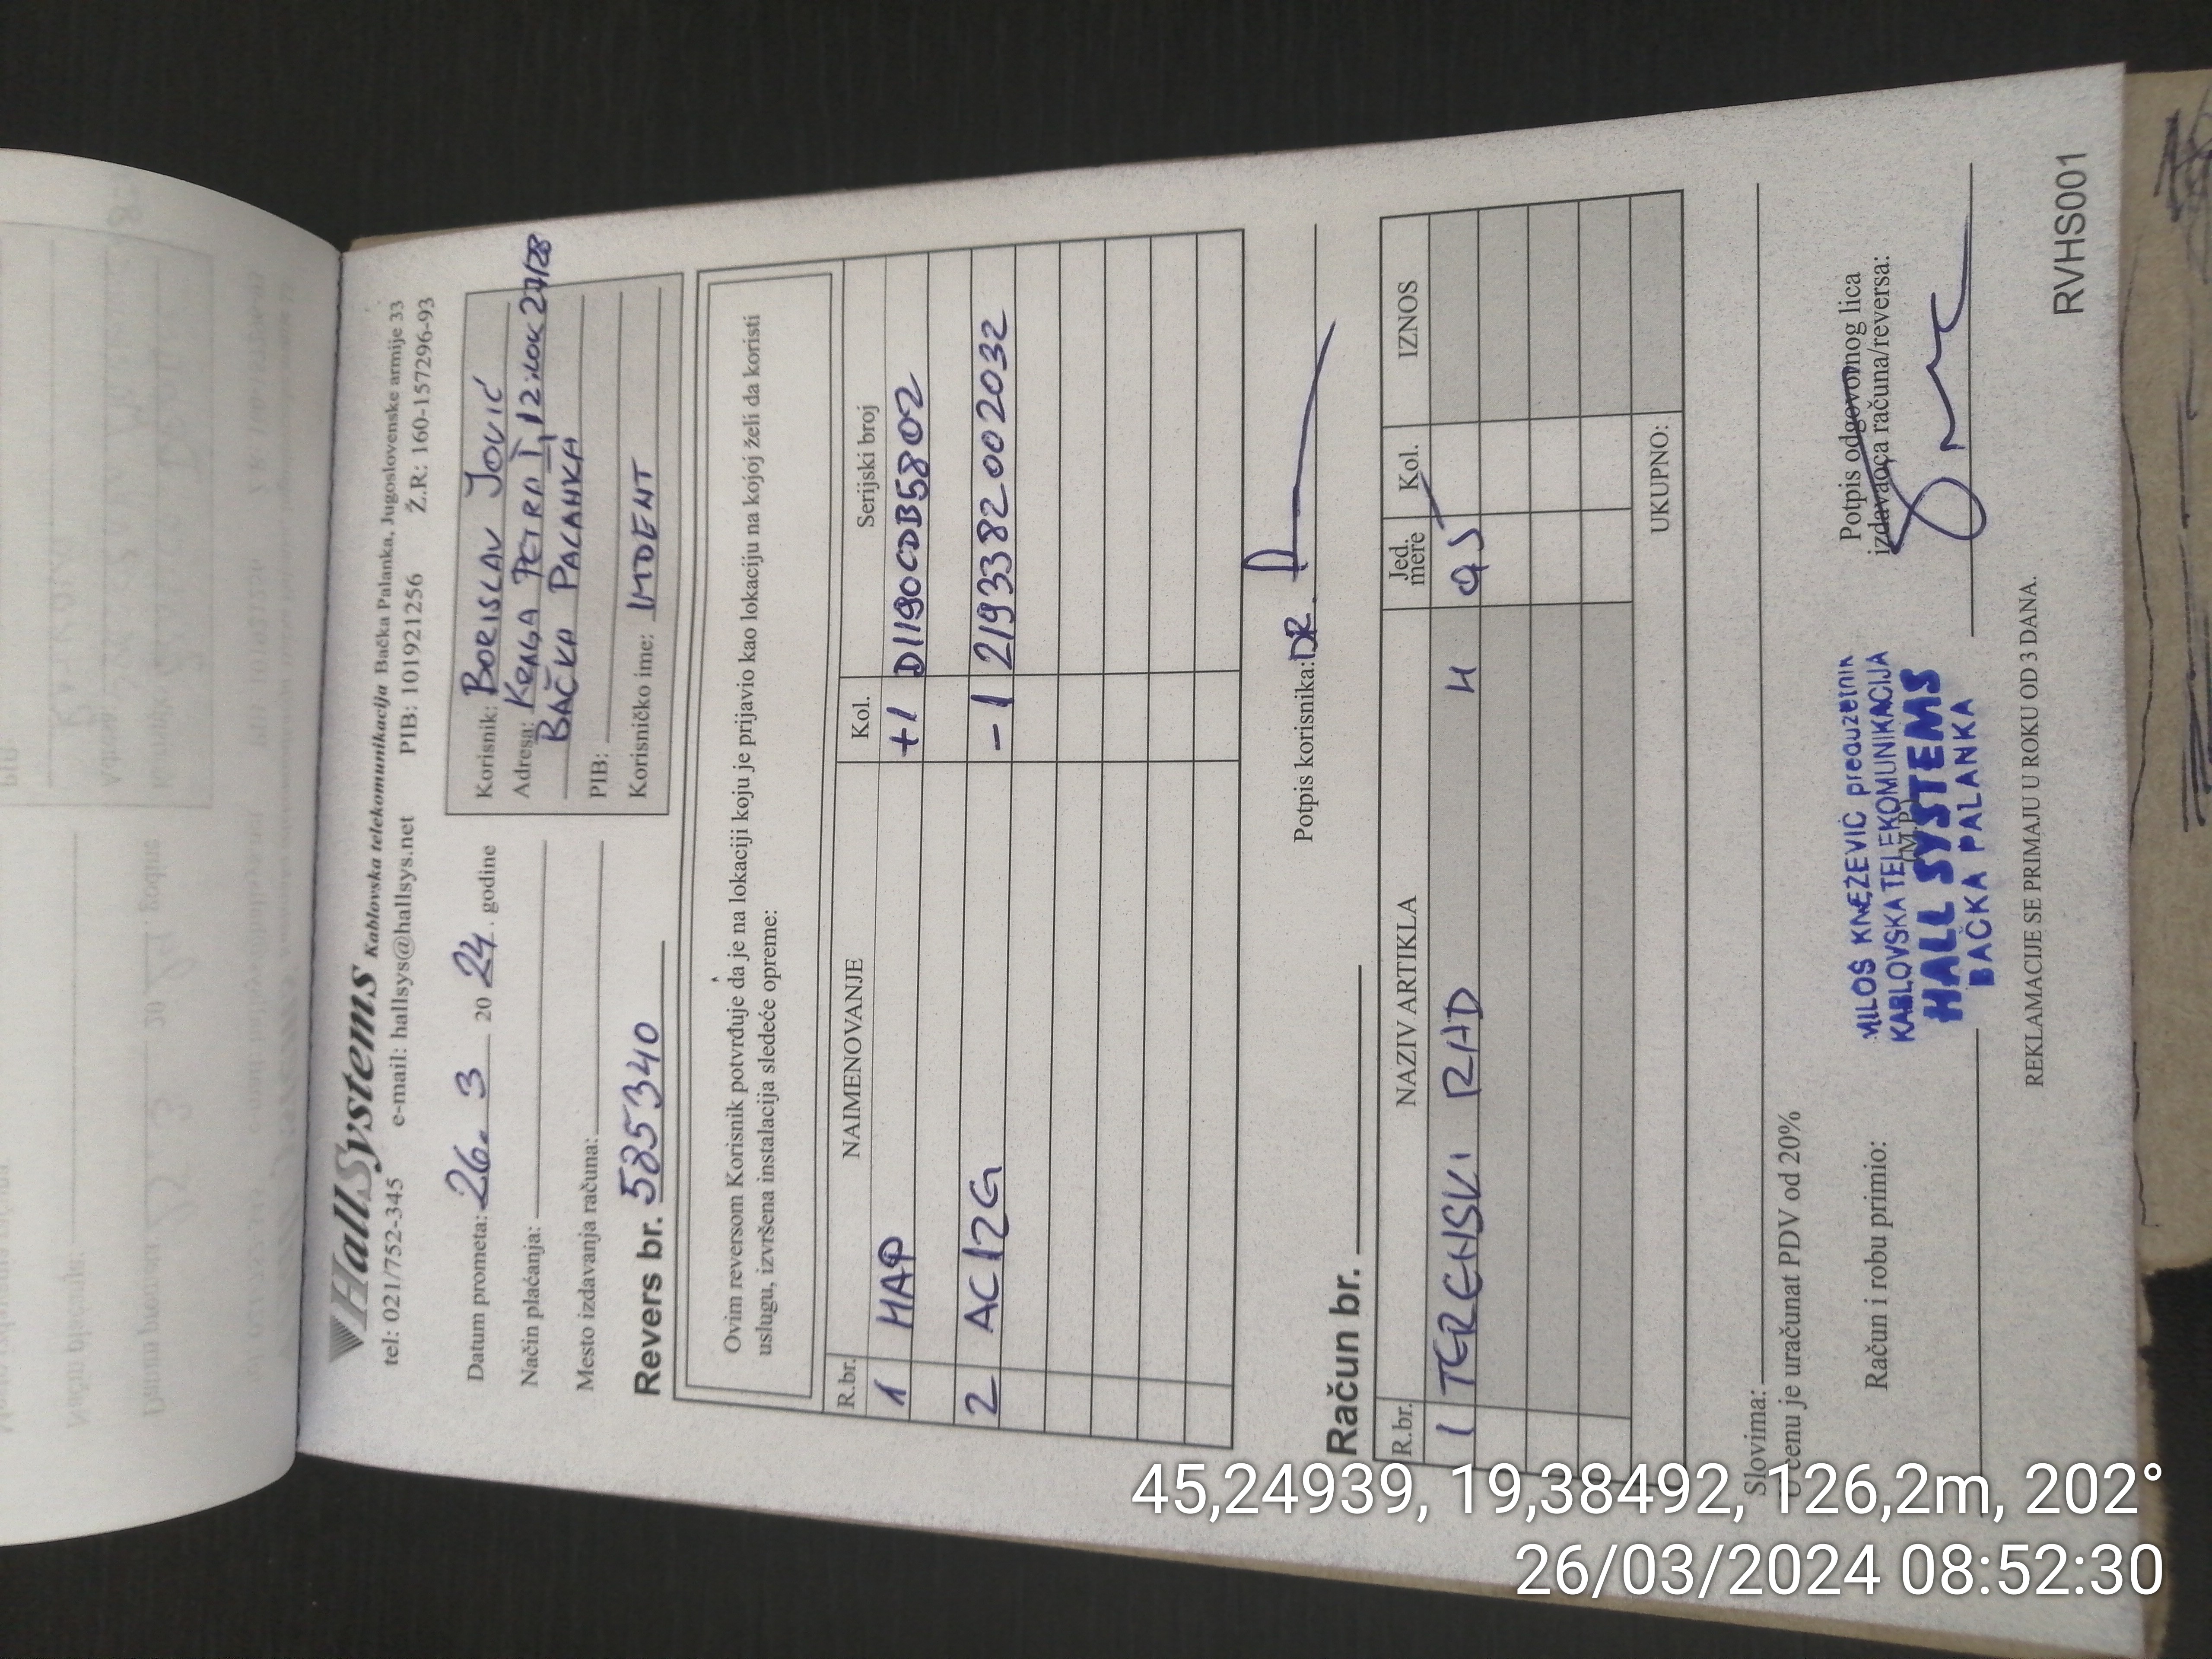 HallSystems Kablovska telekomunikacija Bačka Palanka, Jugoslovenske armije 33
tel: 021/752-345 e-mail: hallsys@hallsys.net PIB: 101921256 Ž.R: 160-157296-93
Datum prometa: 26. 3 2024. godine
Način plaćanja:
Mesto izdavanja računa:
Korisnik: BORISLAV JOVIĆ
Adresa: KRALJA PETRA I, 27/28
BAČKA PALANKA
PIB:
Korisničko ime: IMDENT
Revers br. 585340
Ovim reversom Korisnik potvrđuje da je na lokaciji koju je prijavio kao lokaciju na kojoj želi da koristi
uslugu, izvršena instalacija sledeće opreme:
R.br. NAIMENOVANJE Kol. Serijski broj
1 HAP +1 D1190CDB5802
2 AC12G -1 2193382002032
Potpis korisnika: DR.
Račun br.
R.br. NAZIV ARTIKLA Jed. mere Kol. IZNOS
1 TERENSKI RAD H
UKUPNO:
Slovima:
U cenu je uračunat PDV od 20%
Račun i robu primio:
(M.P.)
MILOŠ KNEŽEVIĆ preduzetnik
KABLOVSKA TELEKOMUNIKACIJA
HALL SYSTEMS
BAČKA PALANKA
Potpis odgovornog lica
izdavaoca računa/reversa:
REKLAMACIJE SE PRIMAJU U ROKU OD 3 DANA.
RVHS001
45,24939, 19,38492, 126,2m, 202°
26/03/2024 08:52:30